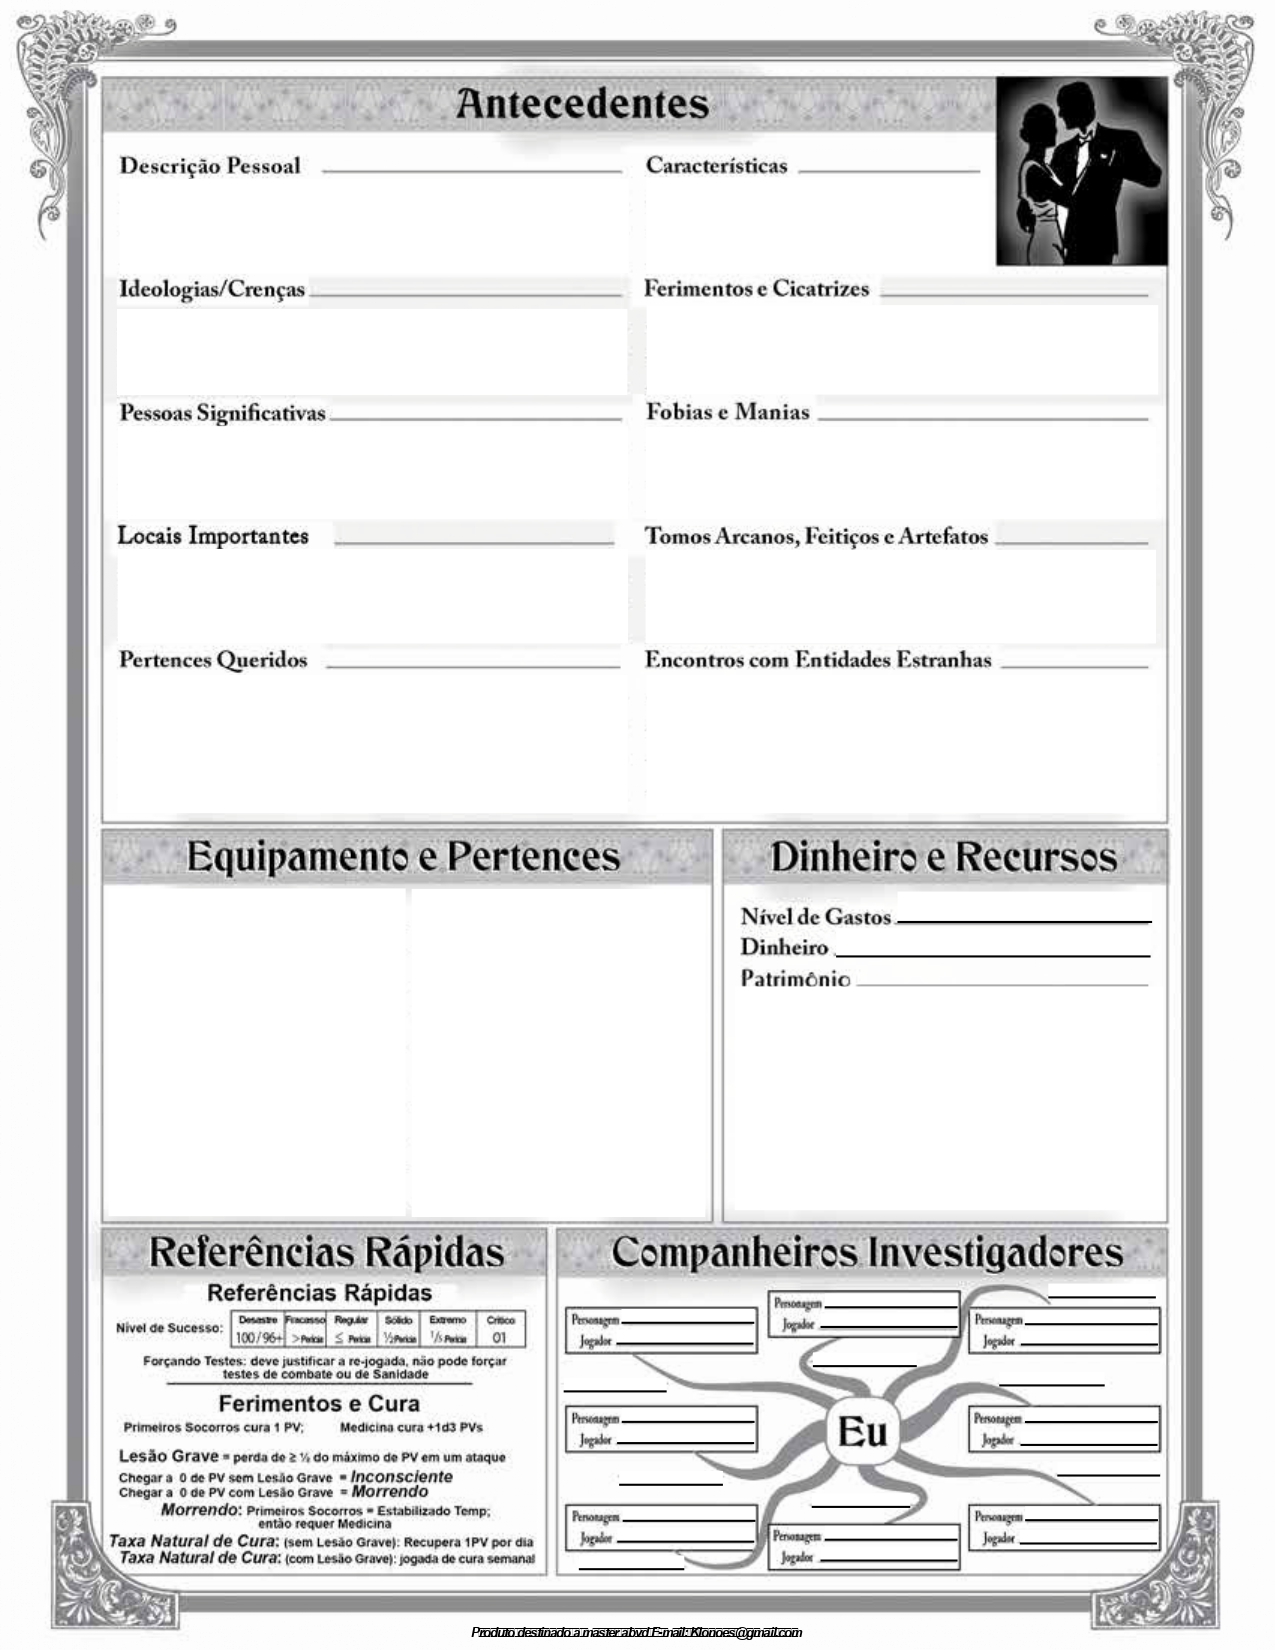 Antecedentes
Descrição Pessoal
Características
Ideologias/Crenças
Ferimentos e Cicatrizes
Pessoas Significativas
Fobias e Manias
Locais Importantes
Tomos Arcanos, Feitiços e Artefatos
Pertences Queridos
Encontros com Entidades Estranhas
Equipamento e Pertences
Dinheiro e Recursos
Nível de Gastos
Dinheiro
Patrimônio
Referências Rápidas
Referências Rápidas
Nivel de Sucesso:
Desastre Fracasso Regular Sólido Extremo Crítico
100/96+ >Perícia ≤ Perícia ½Perícia 1/5 Perícia 01
Forçando Testes: deve justificar a re-jogada, não pode forçar
testes de combate ou de Sanidade
Ferimentos e Cura
Primeiros Socorros cura 1 PV; Medicina cura +1d3 PVs
Lesão Grave = perda de ≥ ½ do máximo de PV em um ataque
Chegar a 0 de PV sem Lesão Grave = Inconsciente
Chegar a 0 de PV com Lesão Grave = Morrendo
Morrendo: Primeiros Socorros = Estabilizado Temp;
então requer Medicina
Taxa Natural de Cura: (sem Lesão Grave): Recupera 1PV por dia
Taxa Natural de Cura: (com Lesão Grave): jogada de cura semanal
Companheiros Investigadores
Personagem
Jogador
Personagem
Jogador
Personagem
Jogador
Personagem
Jogador
Eu
Personagem
Jogador
Personagem
Jogador
Personagem
Jogador
Personagem
Jogador
Produto destinado a master.abvd E-mail: Klonoes@gmail.com